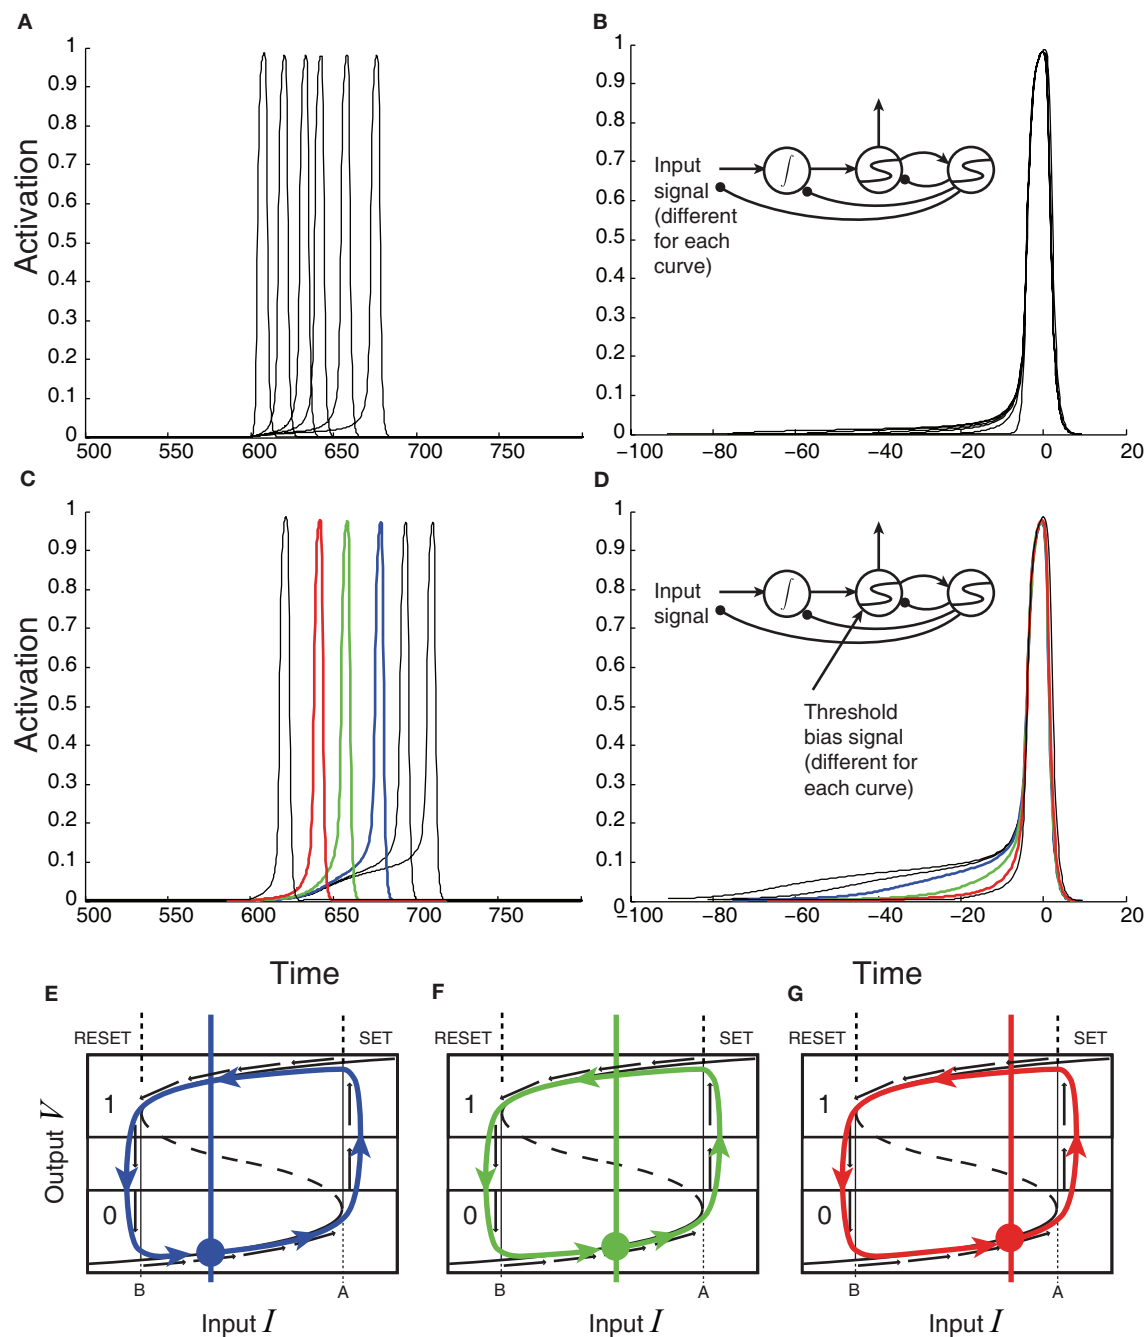 A
B
1
0.9
0.8
0.7
0.6
0.5
0.4
0.3
0.2
0.1
0
Activation
500
550
600
650
700
750
1
0.9
0.8
0.7
0.6
0.5
0.4
0.3
0.2
0.1
0
Input
signal
(different
for each
curve)
∫
−100
−80
−60
−40
−20
0
20
C
D
1
0.9
0.8
0.7
0.6
0.5
0.4
0.3
0.2
0.1
0
Activation
500
550
600
650
700
750
Time
1
0.9
0.8
0.7
0.6
0.5
0.4
0.3
0.2
0.1
0
Input
signal
∫
Threshold
bias signal
(different for
each curve)
−100
−80
−60
−40
−20
0
20
Time
E
RESET
SET
Output V
1
0
B
A
Input I
F
RESET
SET
1
0
B
A
Input I
G
RESET
SET
1
0
B
A
Input I